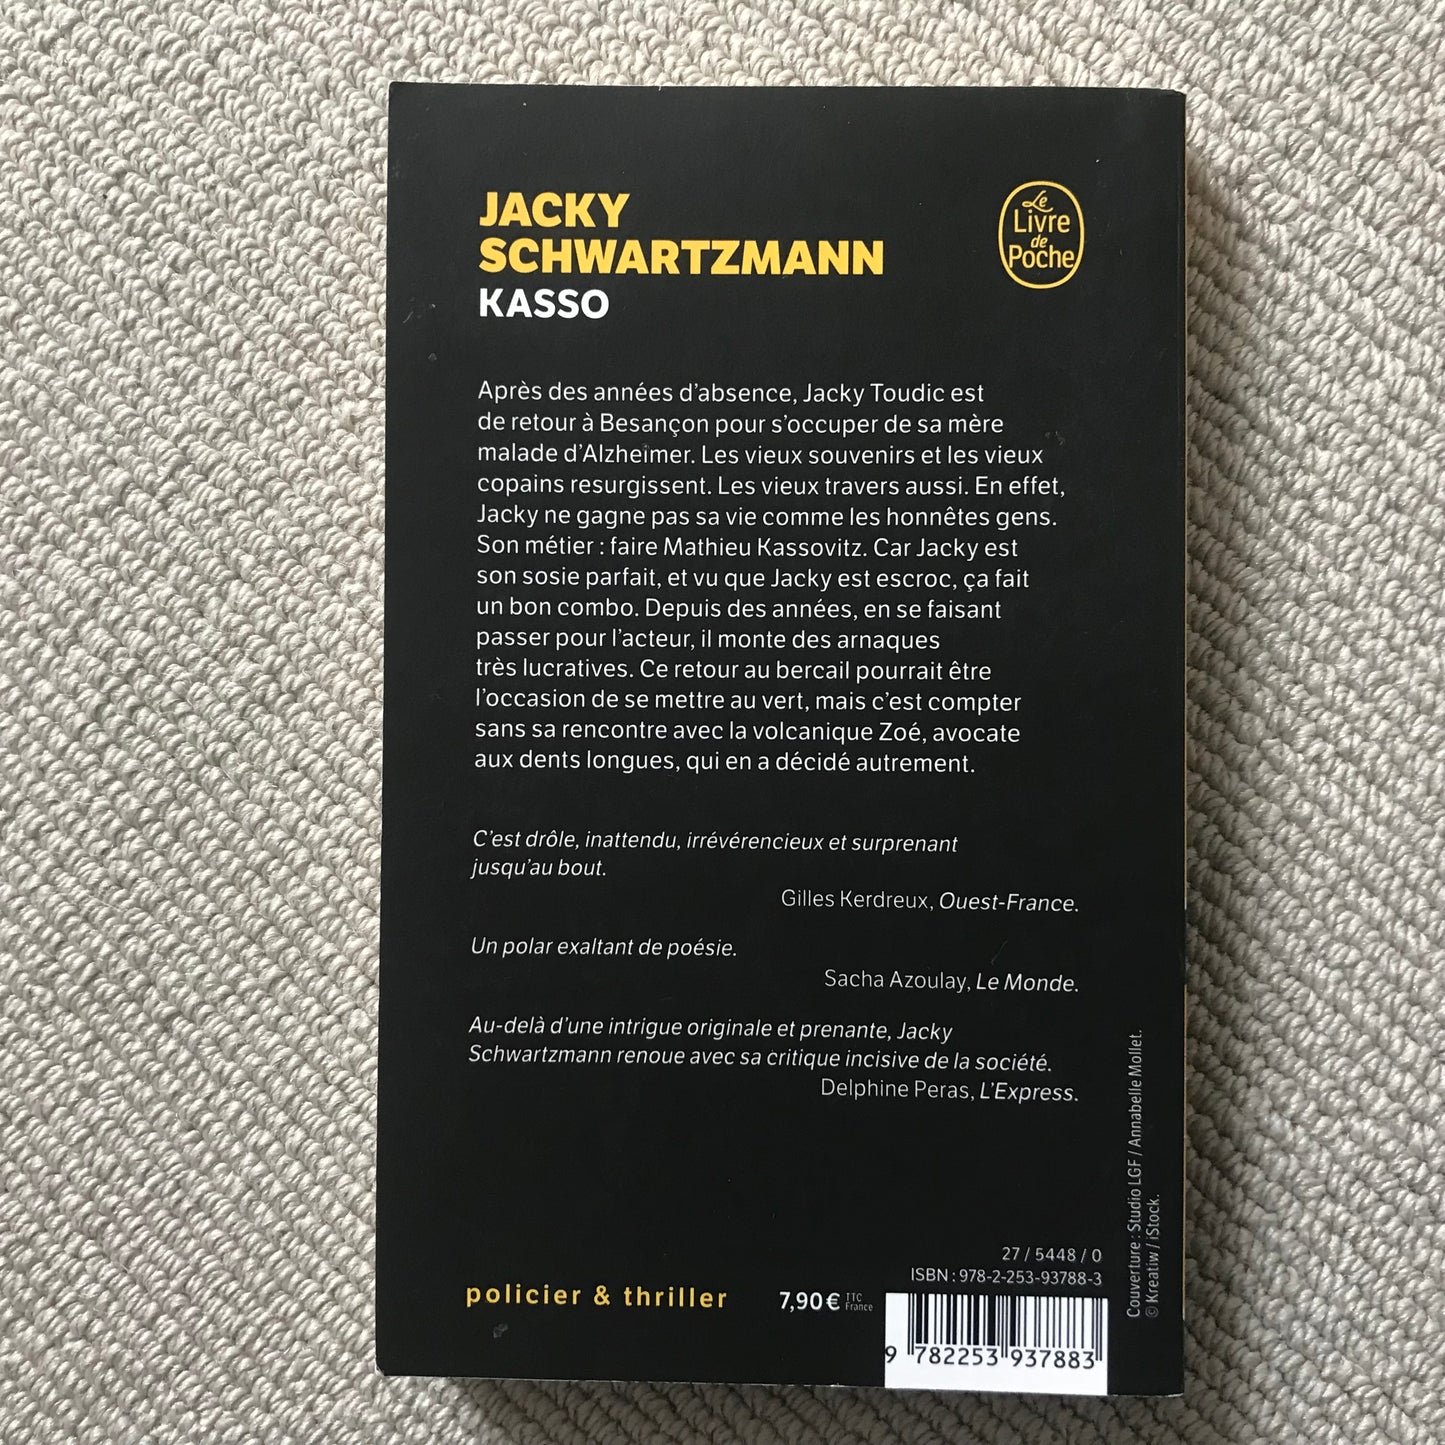 JACKY
SCHWARTZMANN
KASSO
Le
Livre
de
Poche
Après des années d’absence, Jacky Toudic est
de retour à Besançon pour s’occuper de sa mère
malade d’Alzheimer. Les vieux souvenirs et les vieux
copains resurgissent. Les vieux travers aussi. En effet,
Jacky ne gagne pas sa vie comme les honnêtes gens.
Son métier : faire Mathieu Kassovitz. Car Jacky est
son sosie parfait, et vu que Jacky est escroc, ça fait
un bon combo. Depuis des années, en se faisant
passer pour l’acteur, il monte des arnaques
très lucratives. Ce retour au bercail pourrait être
l’occasion de se mettre au vert, mais c’est compter
sans sa rencontre avec la volcanique Zoé, avocate
aux dents longues, qui en a décidé autrement.
C’est drôle, inattendu, irrévérencieux et surprenant
jusqu’au bout.
Gilles Kerdreux, Ouest-France.
Un polar exaltant de poésie.
Sacha Azoulay, Le Monde.
Au-delà d’une intrigue originale et prenante, Jacky
Schwartzmann renoue avec sa critique incisive de la société.
Delphine Peras, L’Express.
Couverture : Studio LGF / Annabelle Mollet.
© Kreatiw / iStock.
27 / 5448 / 0
ISBN : 978-2-253-93788-3
policier & thriller
7,90 € TTC
France
9 782253 937883